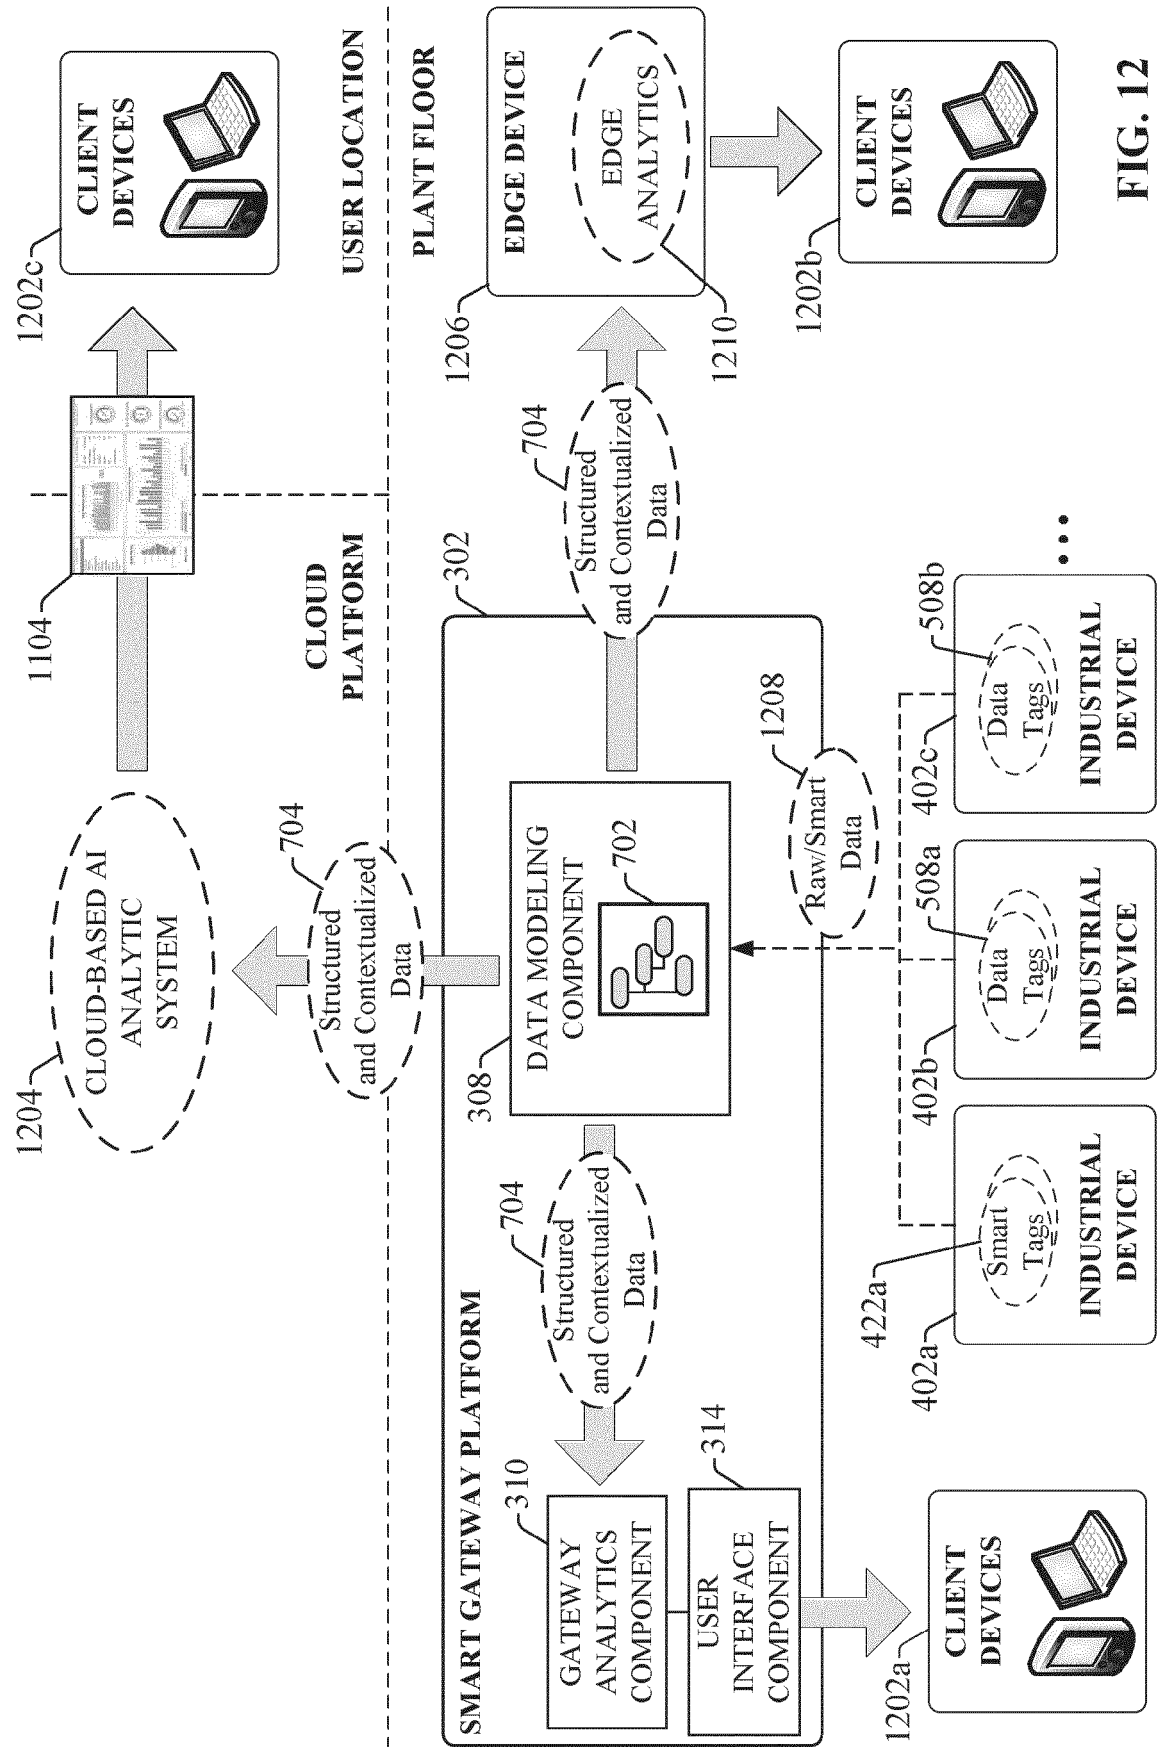 1204
CLOUD-BASED AI
ANALYTIC
SYSTEM
1104
1202c
CLIENT
DEVICES
704
Structured
and Contextualized
Data
CLOUD
PLATFORM
USER LOCATION
PLANT FLOOR
SMART GATEWAY PLATFORM
302
310
GATEWAY
ANALYTICS
COMPONENT
704
Structured
and Contextualized
Data
308
DATA MODELING
COMPONENT
702
704
Structured
and Contextualized
Data
1206
EDGE DEVICE
EDGE
ANALYTICS
1210
314
USER
INTERFACE
COMPONENT
1208
Raw/Smart
Data
1202a
CLIENT
DEVICES
422a
402a
Smart
Tags
INDUSTRIAL
DEVICE
402b
508a
Data
Tags
INDUSTRIAL
DEVICE
402c
508b
Data
Tags
INDUSTRIAL
DEVICE
1202b
CLIENT
DEVICES
FIG. 12